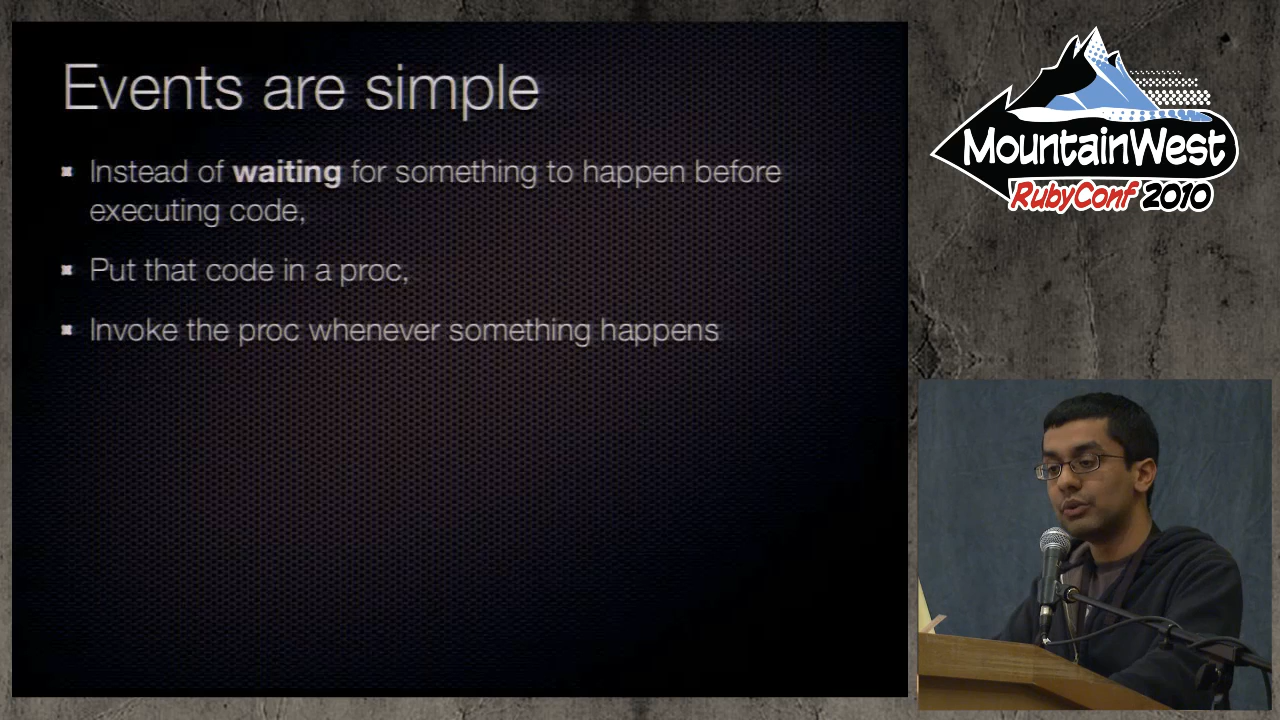 Events are simple
Instead of waiting for something to happen before
executing code,
Put that code in a proc,
Invoke the proc whenever something happens
MountainWest
RubyConf 2010